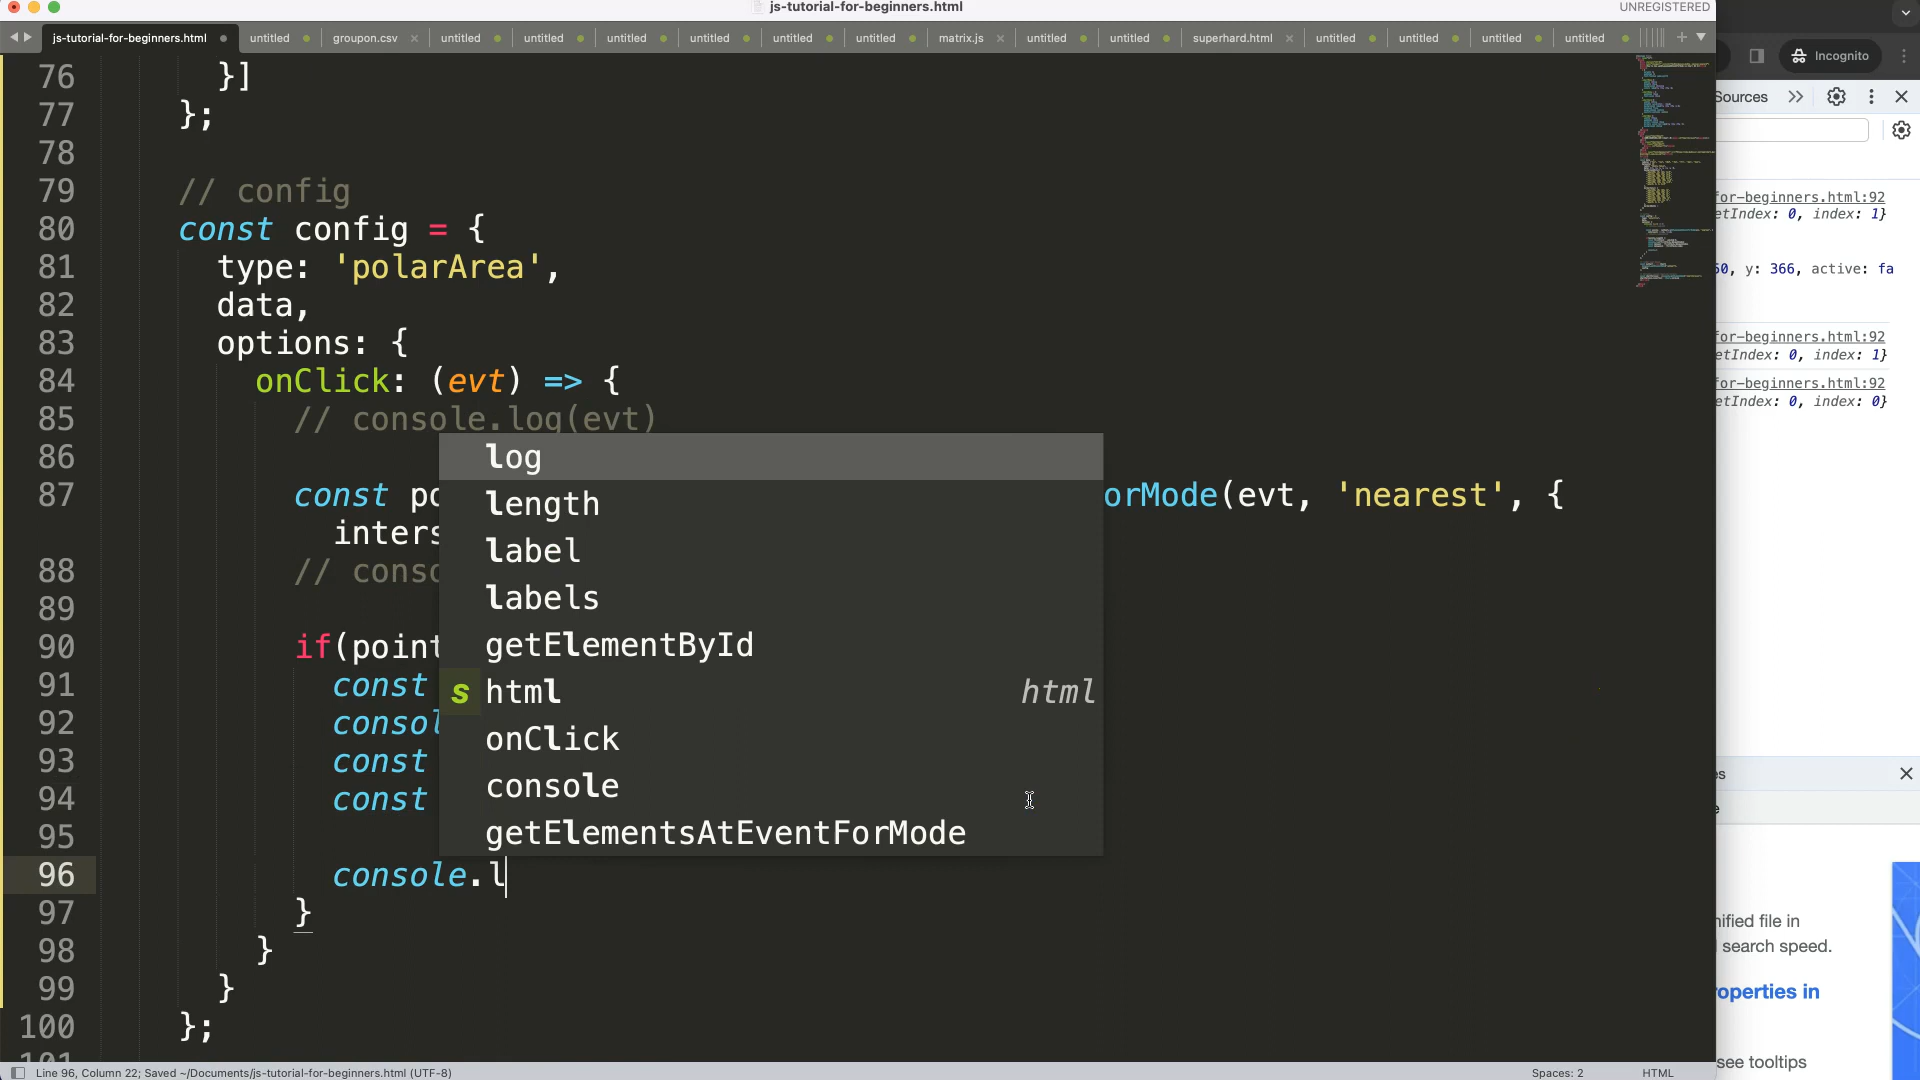 js-tutorial-for-beginners.html
UNREGISTERED
js-tutorial-for-beginners.html untitled groupon.csv untitled untitled untitled untitled untitled untitled matrix.js untitled untitled superhard.html untitled untitled untitled untitled
Incognito
Sources
76 }]
77 };
78
79 // config
80 const config = {
81 type: 'polarArea',
82 data,
83 options: {
84 onClick: (evt) => {
85 // console.log(evt)
86
87 const po orMode(evt, 'nearest', {
inters
88 // conso
89
90 if(point
91 const
92 consol
93 const
94 const
95
96 console.l
97 }
98 }
99 }
100 };
101
log
length
label
labels
getElementById
s html html
onClick
console
getElementsAtEventForMode
for-beginners.html:92
etIndex: 0, index: 1}
60, y: 366, active: fa
for-beginners.html:92
etIndex: 0, index: 1}
for-beginners.html:92
etIndex: 0, index: 0}
es
nified file in
search speed.
roperties in
see tooltips
Line 96, Column 22; Saved ~/Documents/js-tutorial-for-beginners.html (UTF-8)
Spaces: 2
HTML